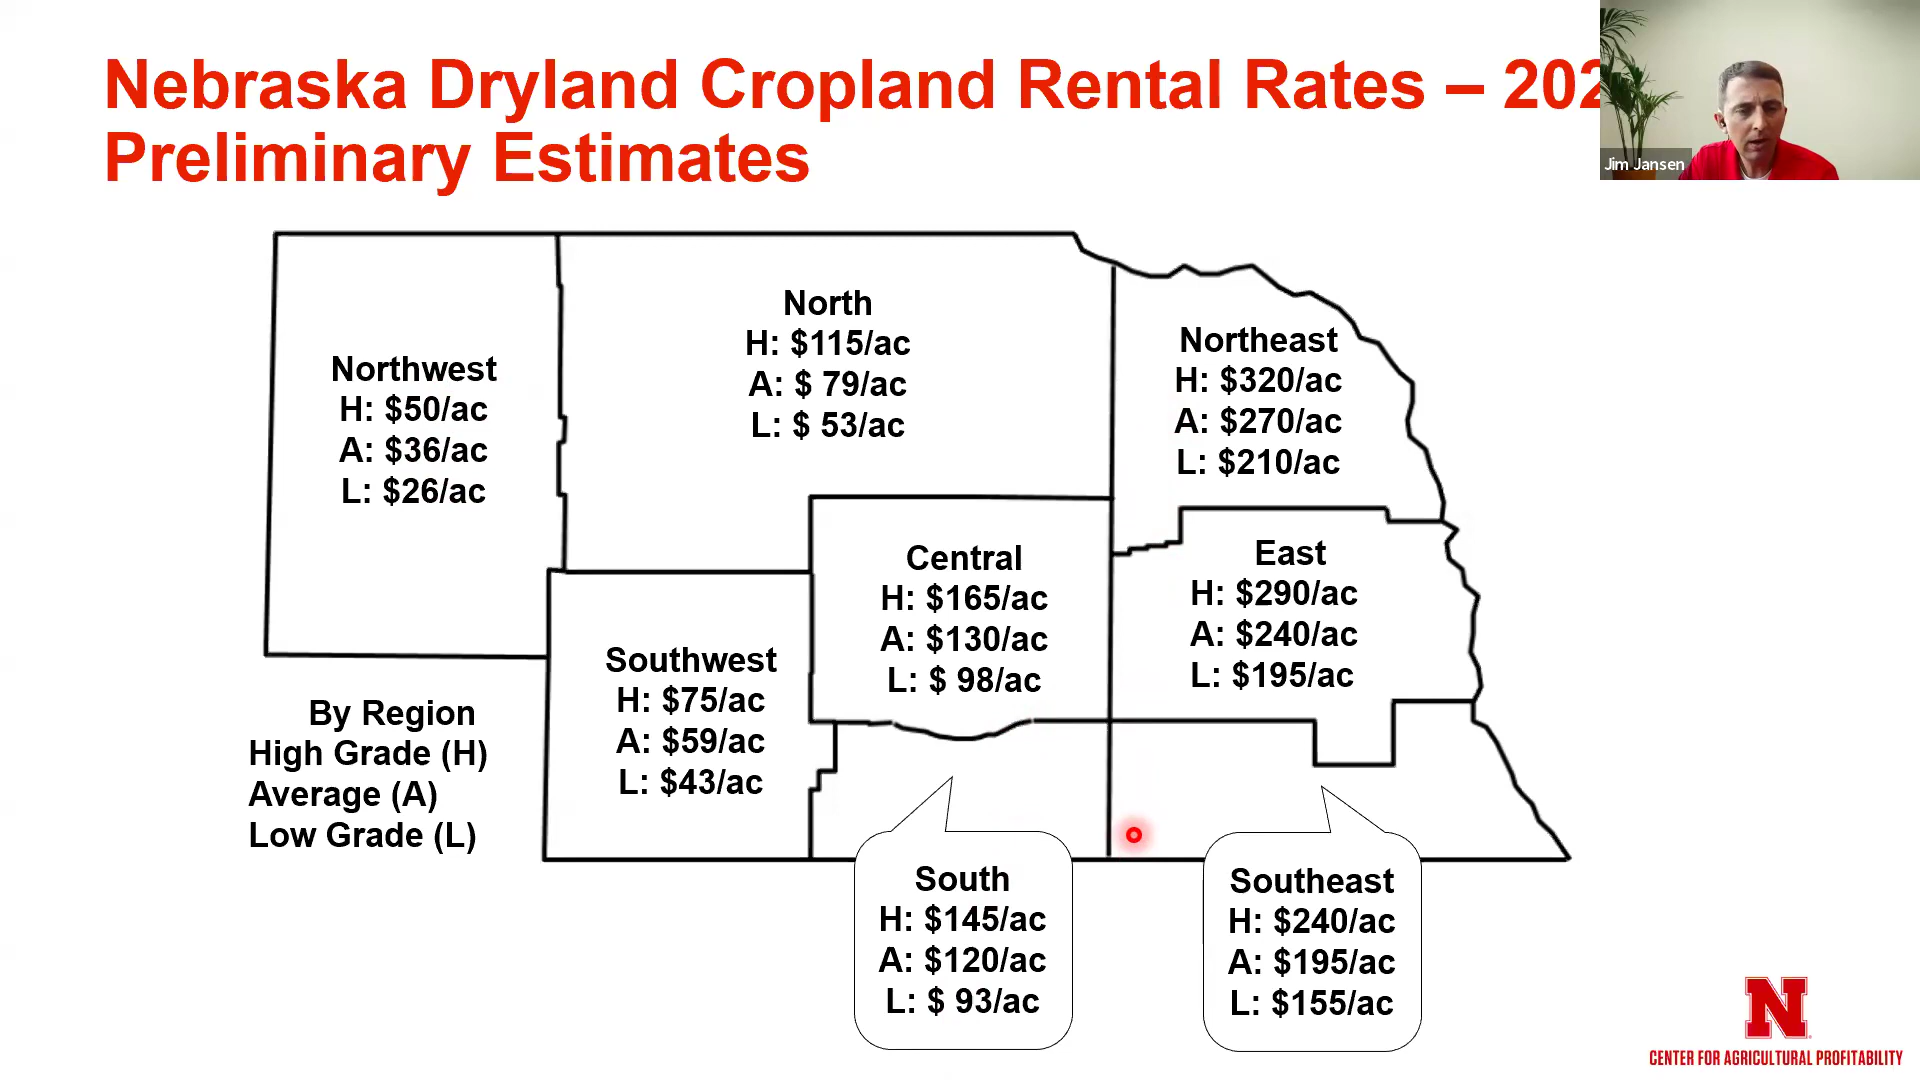 Nebraska Dryland Cropland Rental Rates – 202
Preliminary Estimates
Jim Jansen
North
H: $115/ac
A: $ 79/ac
L: $ 53/ac
Northeast
H: $320/ac
A: $270/ac
L: $210/ac
Northwest
H: $50/ac
A: $36/ac
L: $26/ac
Central
H: $165/ac
A: $130/ac
L: $ 98/ac
East
H: $290/ac
A: $240/ac
L: $195/ac
Southwest
H: $75/ac
A: $59/ac
L: $43/ac
By Region
High Grade (H)
Average (A)
Low Grade (L)
South
H: $145/ac
A: $120/ac
L: $ 93/ac
Southeast
H: $240/ac
A: $195/ac
L: $155/ac
N
CENTER FOR AGRICULTURAL PROFITABILITY